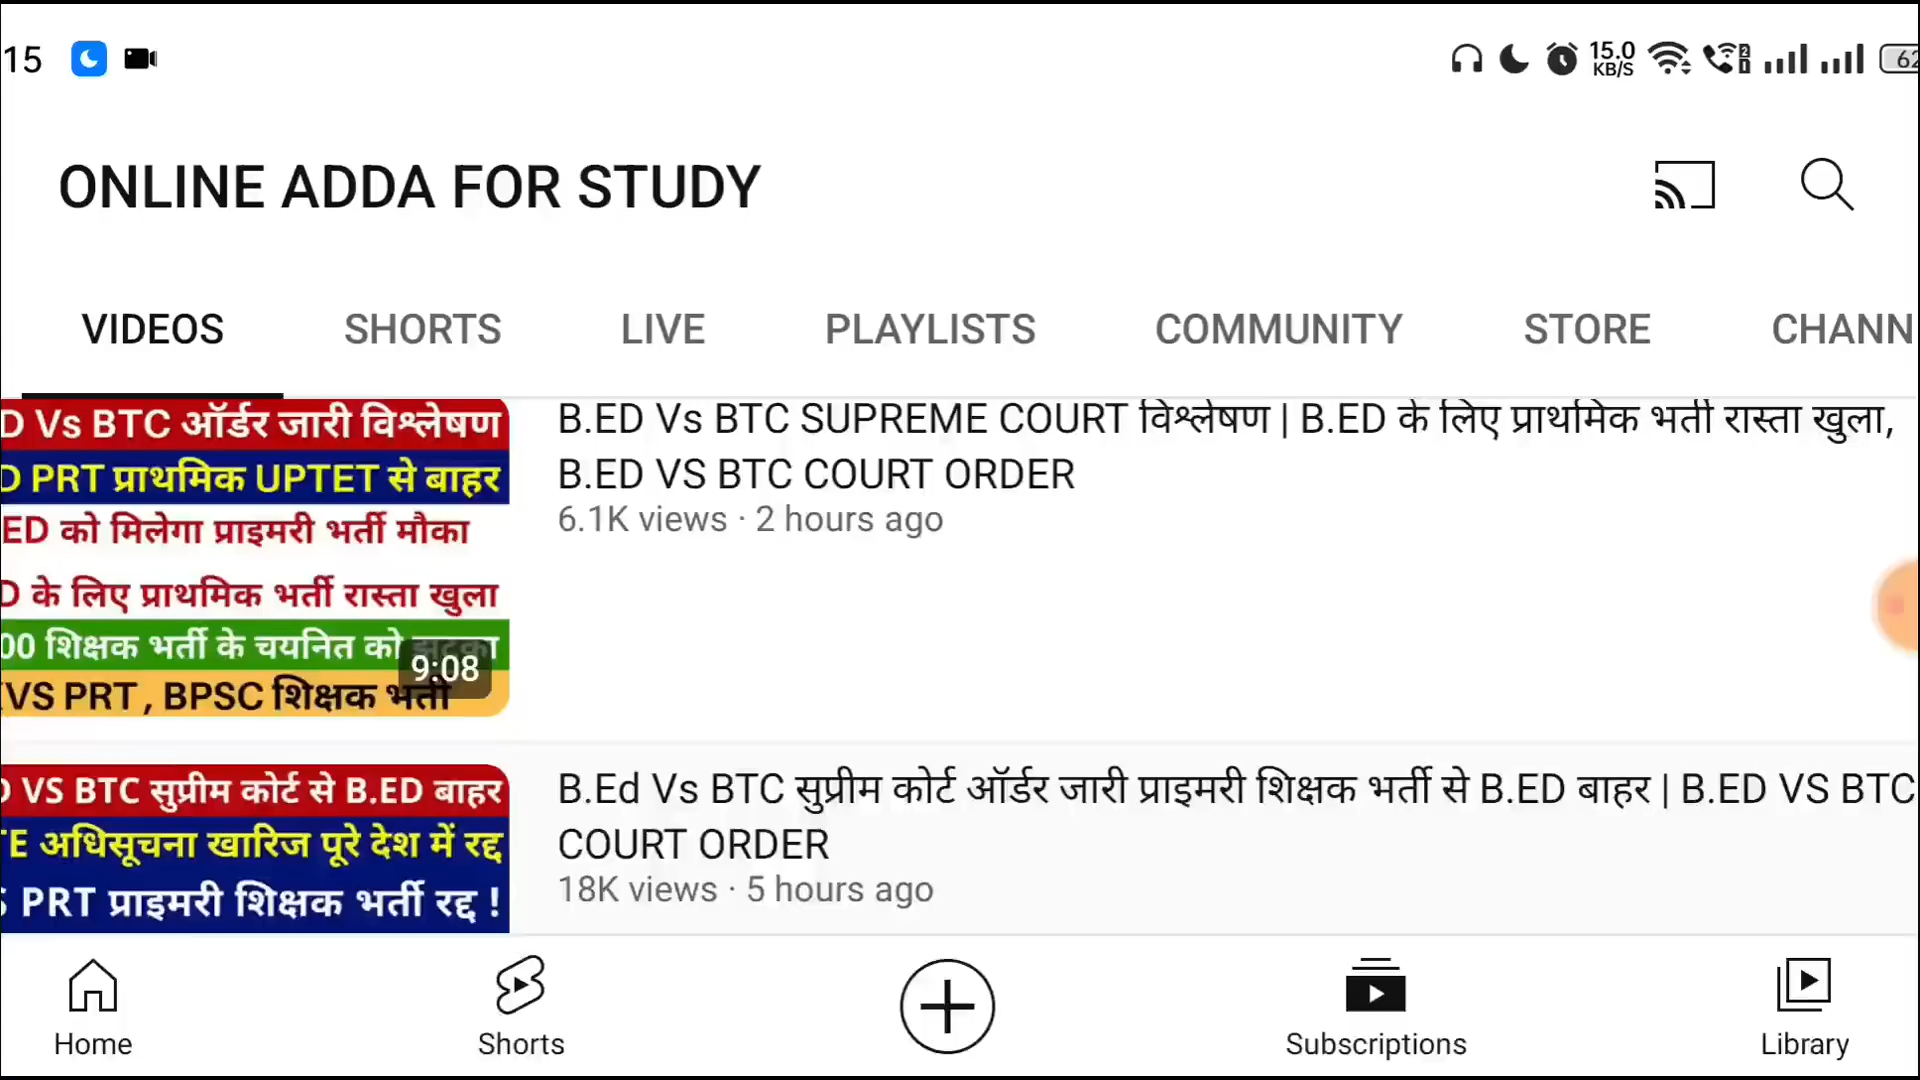 15
15.0
KB/S
62
ONLINE ADDA FOR STUDY
VIDEOS SHORTS LIVE PLAYLISTS COMMUNITY STORE CHANN
D Vs BTC ऑर्डर जारी विश्लेषण
D PRT प्राथमिक UPTET से बाहर
ED को मिलेगा प्राइमरी भर्ती मौका
D के लिए प्राथमिक भर्ती रास्ता खुला
00 शिक्षक भर्ती के चयनित को झटका
VS PRT , BPSC शिक्षक भर्ती
9:08
B.ED Vs BTC SUPREME COURT विश्लेषण | B.ED के लिए प्राथमिक भर्ती रास्ता खुला,
B.ED VS BTC COURT ORDER
6.1K views · 2 hours ago
D VS BTC सुप्रीम कोर्ट से B.ED बाहर
TE अधिसूचना खारिज पूरे देश में रद्द
S PRT प्राइमरी शिक्षक भर्ती रद्द !
B.Ed Vs BTC सुप्रीम कोर्ट ऑर्डर जारी प्राइमरी शिक्षक भर्ती से B.ED बाहर | B.ED VS BTC
COURT ORDER
18K views · 5 hours ago
Home Shorts Subscriptions Library